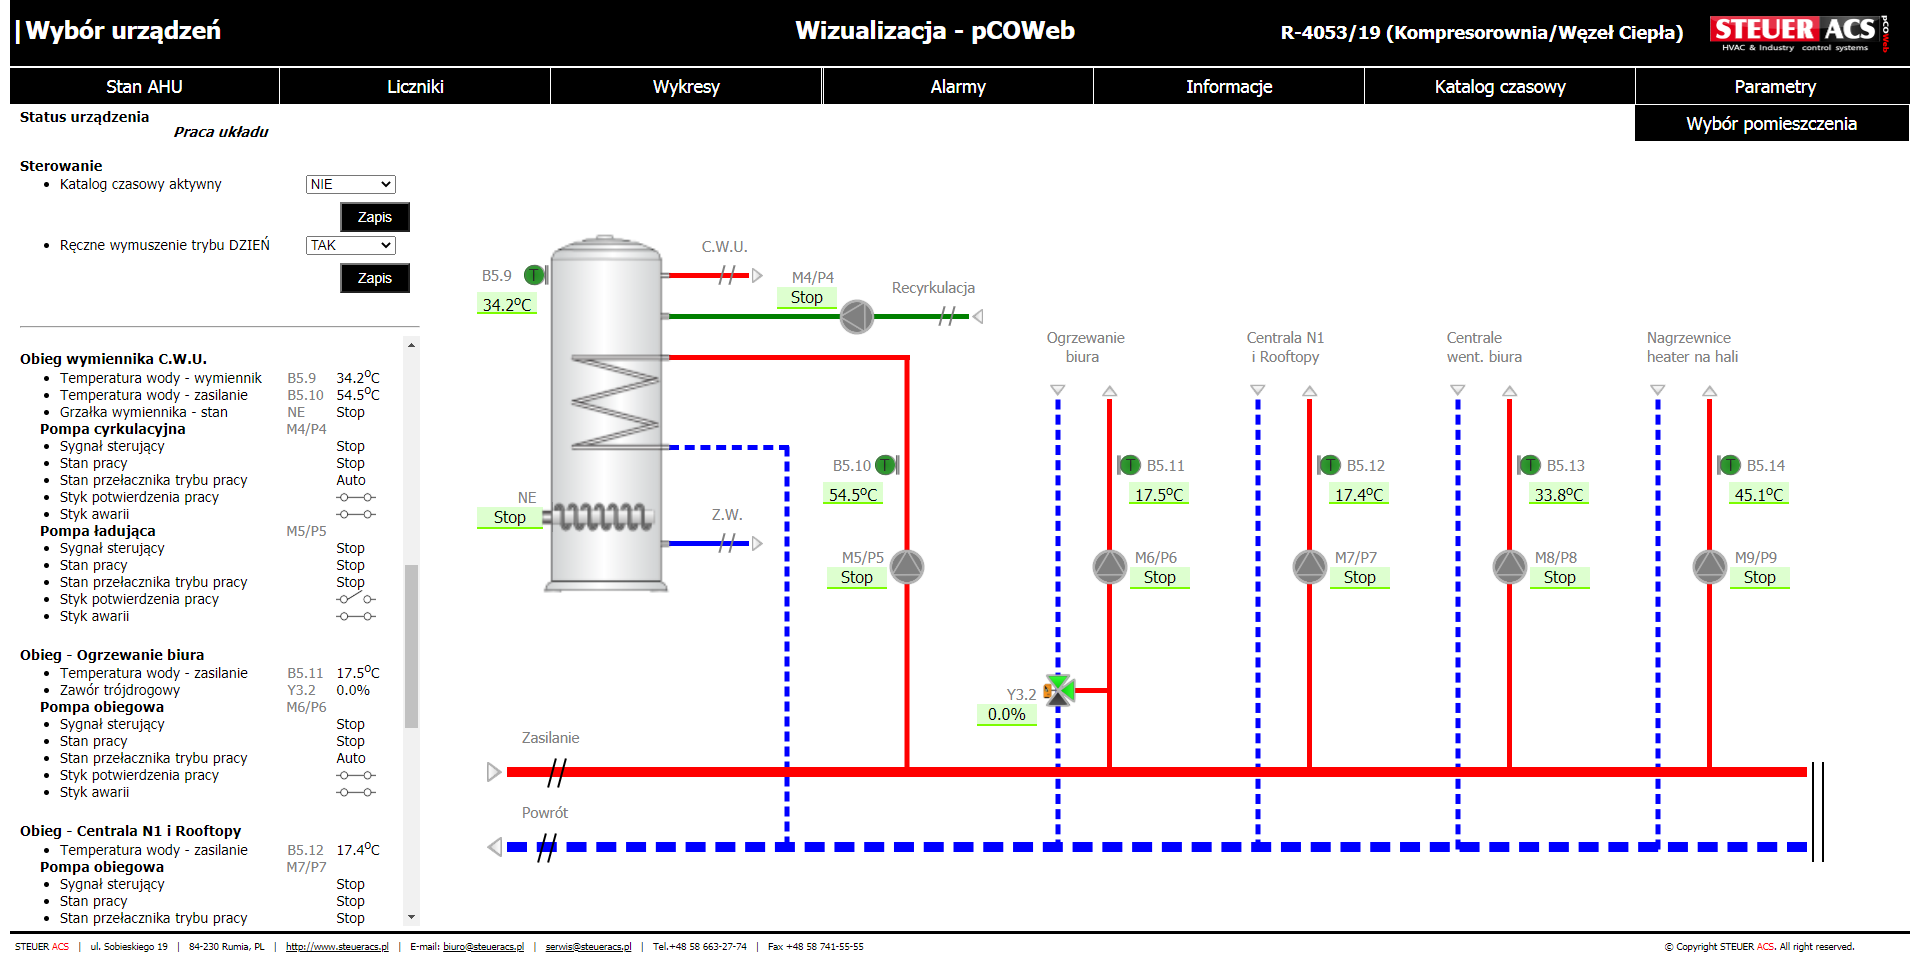 |Wybór urządzeń
Wizualizacja - pCOWeb
R-4053/19 (Kompresorownia/Węzeł Ciepła)
STEUER ACS
HVAC & Industry control systems
pCOWeb
Stan AHU
Liczniki
Wykresy
Alarmy
Informacje
Katalog czasowy
Parametry
Wybór pomieszczenia
Status urządzenia
Praca układu
Sterowanie
• Katalog czasowy aktywny NIE
Zapis
• Ręczne wymuszenie trybu DZIEŃ TAK
Zapis
Obieg wymiennika C.W.U.
• Temperatura wody - wymiennik B5.9 34.2°C
• Temperatura wody - zasilanie B5.10 54.5°C
• Grzałka wymiennika - stan NE Stop
Pompa cyrkulacyjna M4/P4
• Sygnał sterujący Stop
• Stan pracy Stop
• Stan przełacznika trybu pracy Auto
• Styk potwierdzenia pracy
• Styk awarii
Pompa ładująca M5/P5
• Sygnał sterujący Stop
• Stan pracy Stop
• Stan przełacznika trybu pracy Stop
• Styk potwierdzenia pracy
• Styk awarii
Obieg - Ogrzewanie biura
• Temperatura wody - zasilanie B5.11 17.5°C
• Zawór trójdrogowy Y3.2 0.0%
Pompa obiegowa M6/P6
• Sygnał sterujący Stop
• Stan pracy Stop
• Stan przełacznika trybu pracy Auto
• Styk potwierdzenia pracy
• Styk awarii
Obieg - Centrala N1 i Rooftopy
• Temperatura wody - zasilanie B5.12 17.4°C
Pompa obiegowa M7/P7
• Sygnał sterujący Stop
• Stan pracy Stop
• Stan przełacznika trybu pracy Stop
C.W.U.
B5.9 T
34.2°C
M4/P4
Stop
Recyrkulacja
Ogrzewanie
biura
Centrala N1
i Rooftopy
Centrale
went. biura
Nagrzewnice
heater na hali
B5.10 T
54.5°C
T B5.11
17.5°C
T B5.12
17.4°C
T B5.13
33.8°C
T B5.14
45.1°C
NE
Stop
Z.W.
M5/P5
Stop
M6/P6
Stop
M7/P7
Stop
M8/P8
Stop
M9/P9
Stop
Y3.2
0.0%
Zasilanie
Powrót
STEUER ACS | ul. Sobieskiego 19 | 84-230 Rumia, PL | http://www.steueracs.pl | E-mail: biuro@steueracs.pl | serwis@steueracs.pl | Tel.+48 58 663-27-74 | Fax +48 58 741-55-55
© Copyright STEUER ACS. All right reserved.